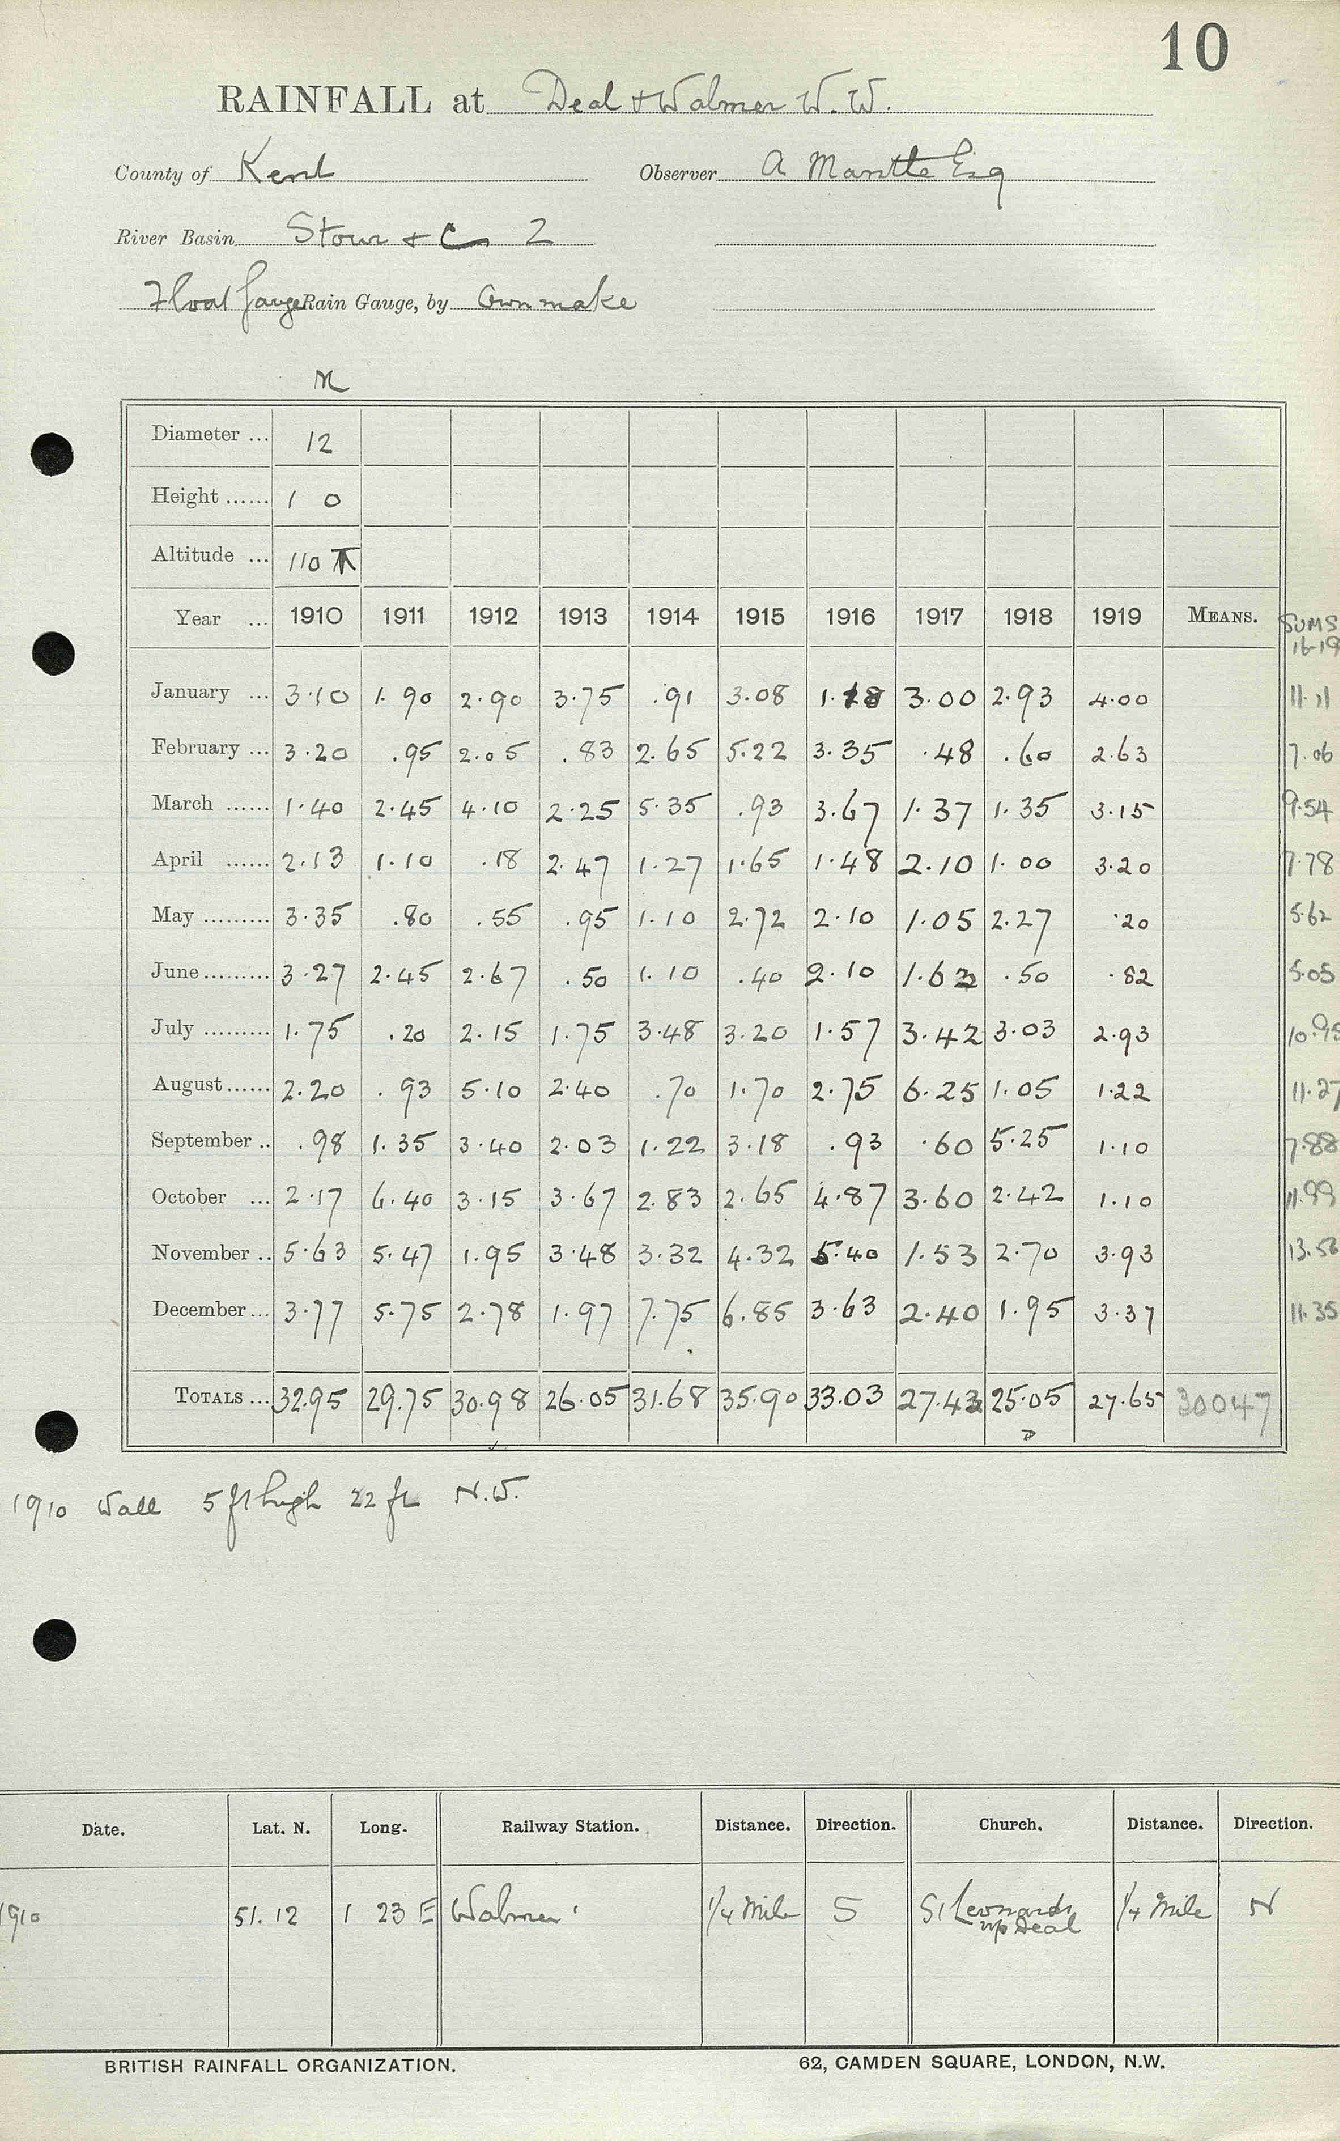 10
RAINFALL at Deal & Walmer W. W.
County of Kent Observer A Mantle Esq
River Basin Stour & C 2
Float Gauge Rain Gauge, by Own make
M
Diameter ... 12
Height ...... 1 0
Altitude ... 110
Year ... 1910 1911 1912 1913 1914 1915 1916 1917 1918 1919 MEANS. SUMS
16-19
January ... 3.10 1.90 2.90 3.75 .91 3.08 1.18 3.00 2.93 4.00 11.11
February ... 3.20 .95 2.05 .83 2.65 5.22 3.35 .48 .60 2.63 7.06
March ...... 1.40 2.45 4.10 2.25 5.35 .93 3.67 1.37 1.35 3.15 9.54
April ...... 2.13 1.10 .18 2.47 1.27 1.65 1.48 2.10 1.00 3.20 7.78
May ......... 3.35 .80 .55 .95 1.10 2.72 2.10 1.05 2.27 .20 5.62
June ......... 3.27 2.45 2.67 .50 1.10 .40 2.10 1.63 .50 .82 5.05
July ......... 1.75 .20 2.15 1.75 3.48 3.20 1.57 3.42 3.03 2.93 10.95
August ...... 2.20 .93 5.10 2.40 .70 1.70 2.75 6.25 1.05 1.22 11.27
September .. .98 1.35 3.40 2.03 1.22 3.18 .93 .60 5.25 1.10 7.88
October ... 2.17 6.40 3.15 3.67 2.83 2.65 4.87 3.60 2.42 1.10 11.99
November .. 5.63 5.47 1.95 3.48 3.32 4.32 5.40 1.53 2.70 3.93 13.56
December ... 3.77 5.75 2.78 1.97 7.75 6.85 3.63 2.40 1.95 3.37 11.35
TOTALS ... 32.95 29.75 30.98 26.05 31.68 35.90 33.03 27.43 25.05 27.65 30047
D
1910 Wall 5 ft high 22 ft N.W.
Date. Lat. N. Long. Railway Station. Distance. Direction. Church. Distance. Direction.
1910 51.12 1 23 E Walmer 1/4 Mile S St Leonards 1/4 Mile N
up Deal
BRITISH RAINFALL ORGANIZATION. 62, CAMDEN SQUARE, LONDON, N.W.